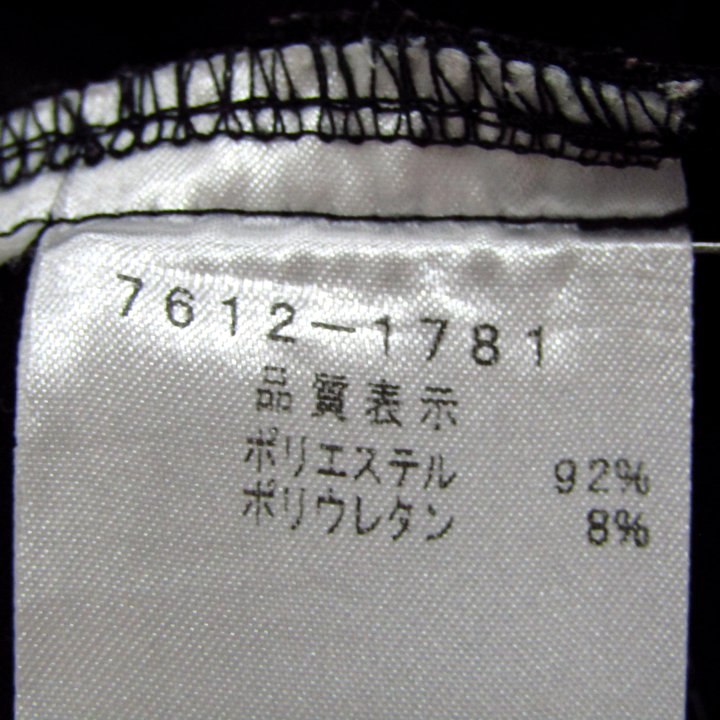 7612-1781
品質表示
ポリエステル 92%
ポリウレタン 8%